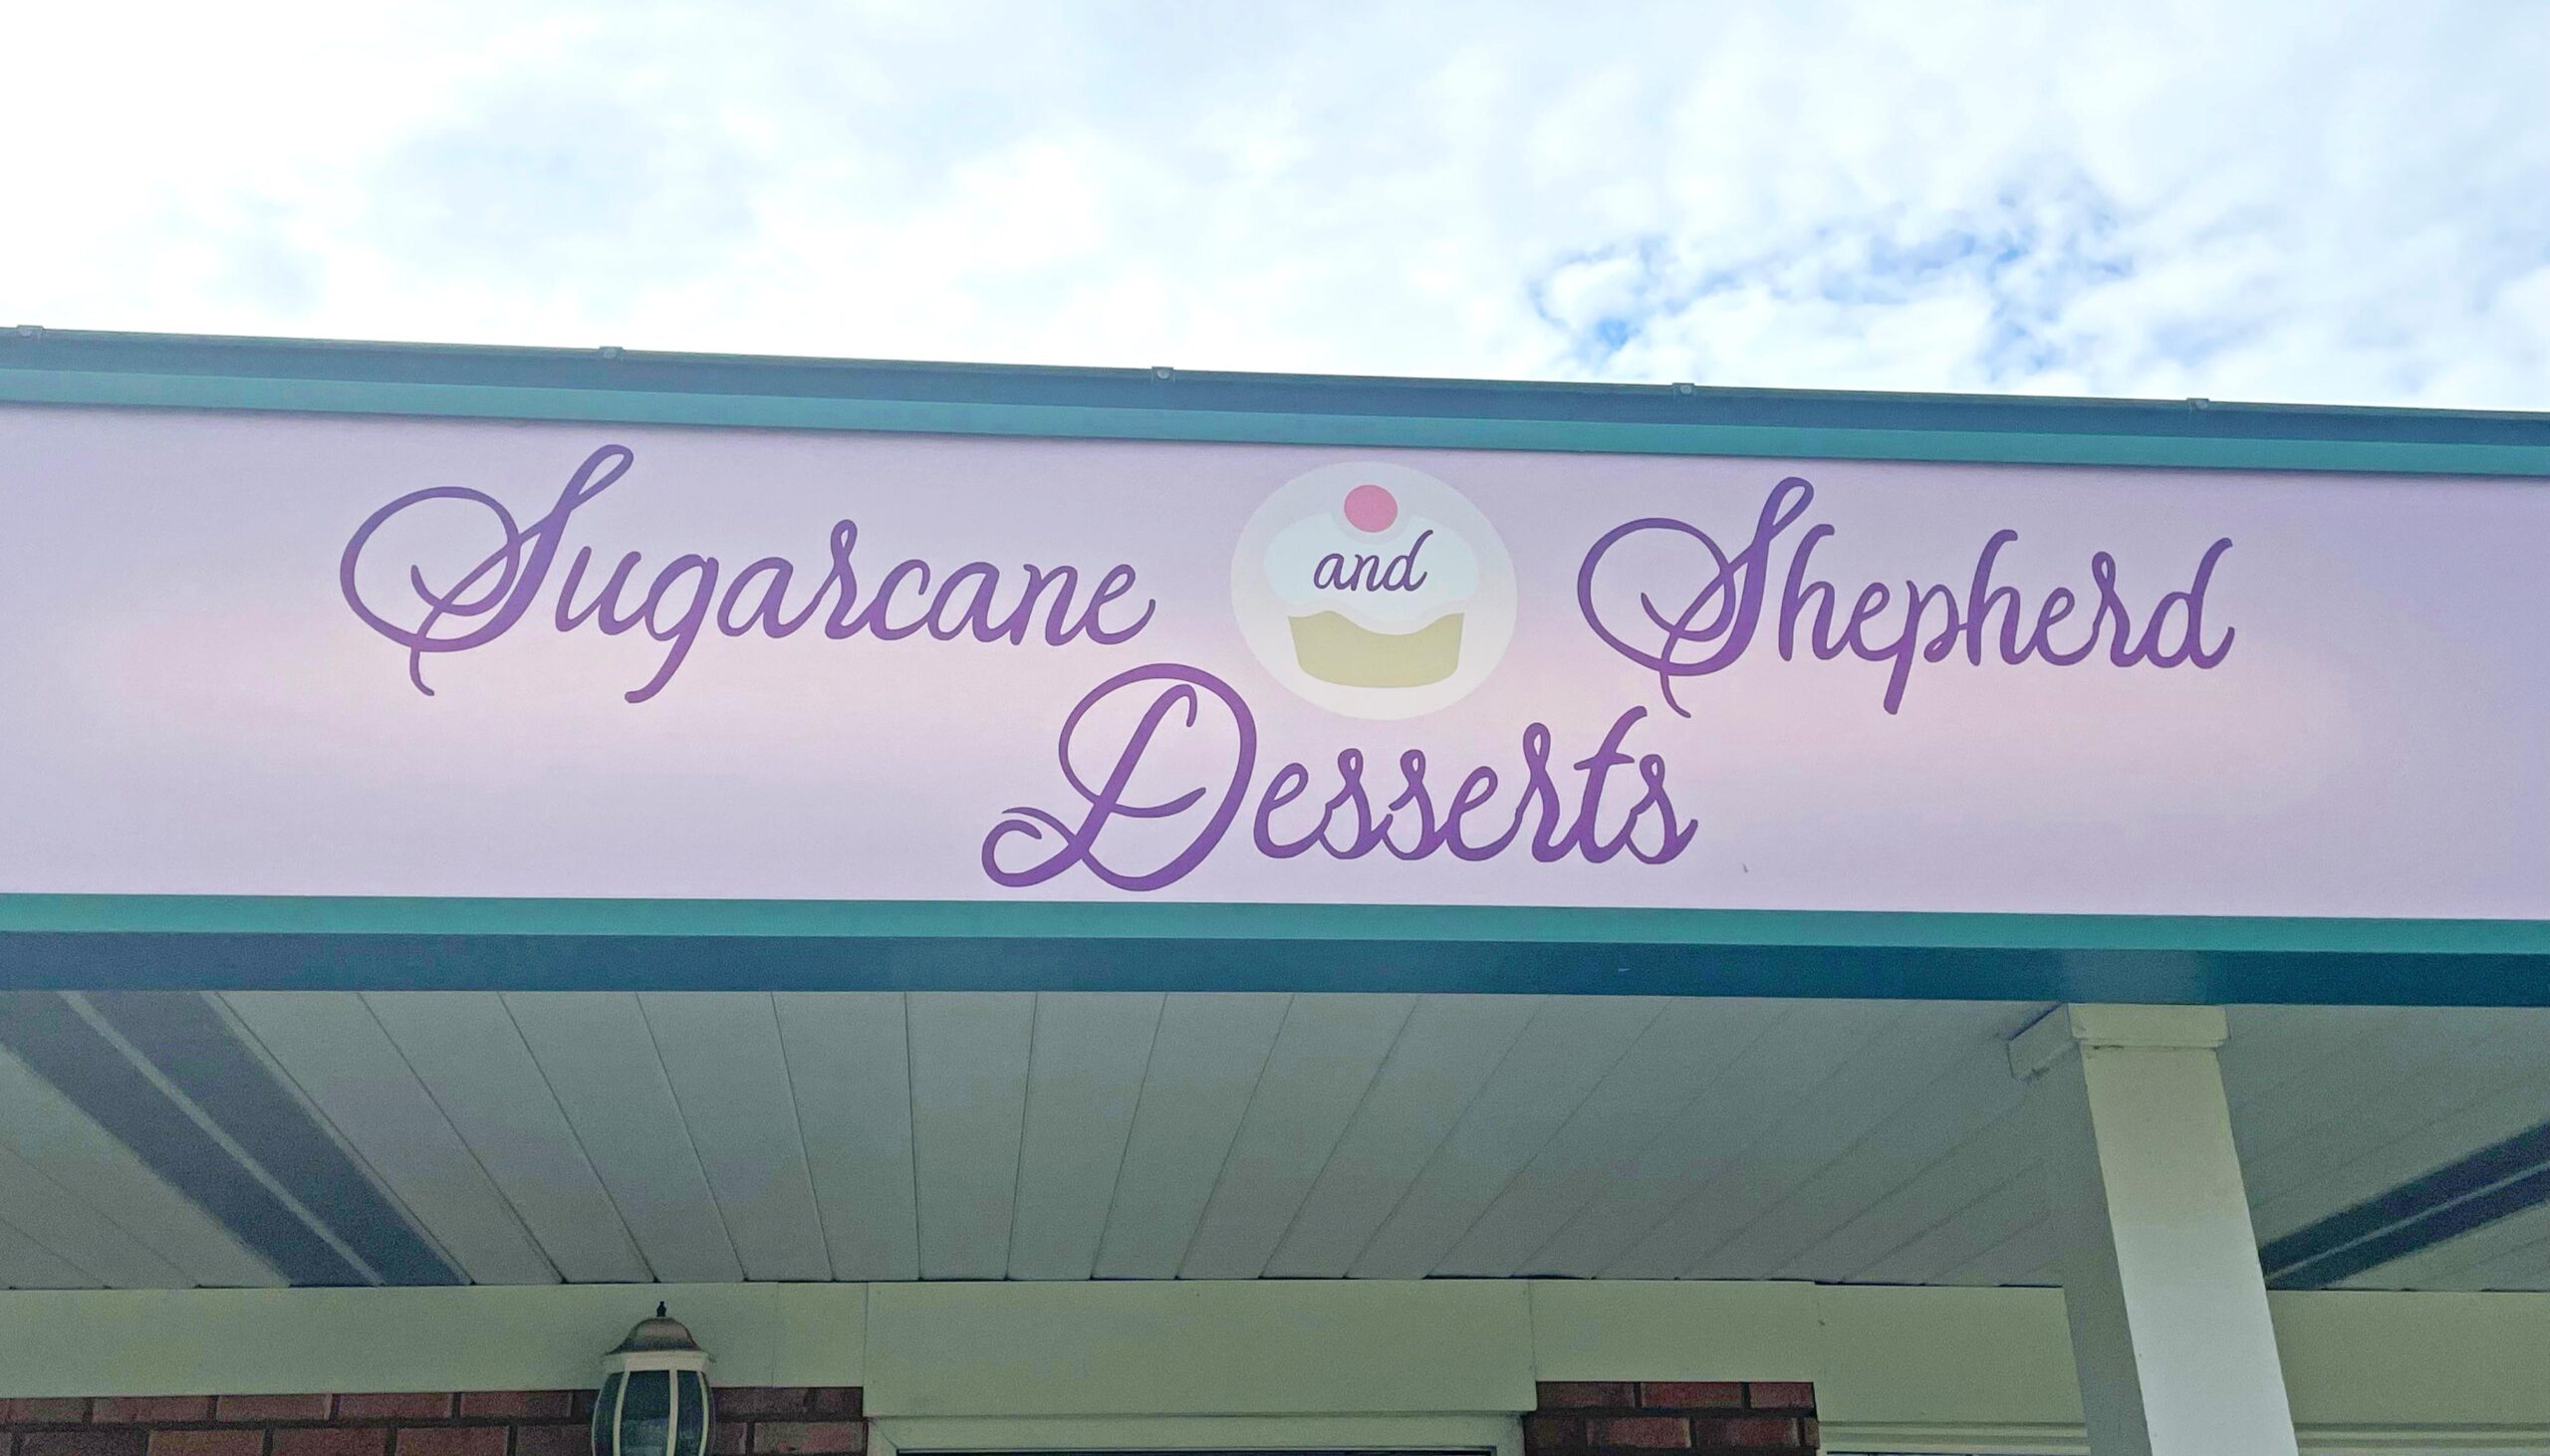 Sugarcane and Shepherd
Desserts